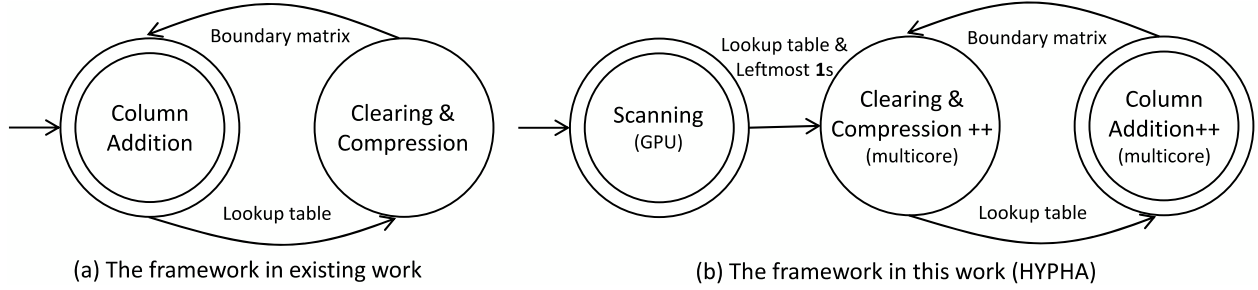 Boundary matrix
Column
Addition
Clearing &
Compression
Lookup table
(a) The framework in existing work
Scanning
(GPU)
Lookup table &
Leftmost 1s
Clearing &
Compression ++
(multicore)
Boundary matrix
Column
Addition++
(multicore)
Lookup table
(b) The framework in this work (HYPHA)